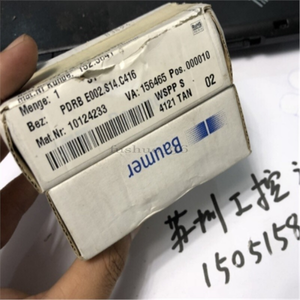 Menge: 1
Bez: PDRB E002.S14.C416
VA: 156465 Pos. 000010
Mat.Nr. 10124233
WSPP S
4121 TAN
02
Baumer
苏州工控
1505158